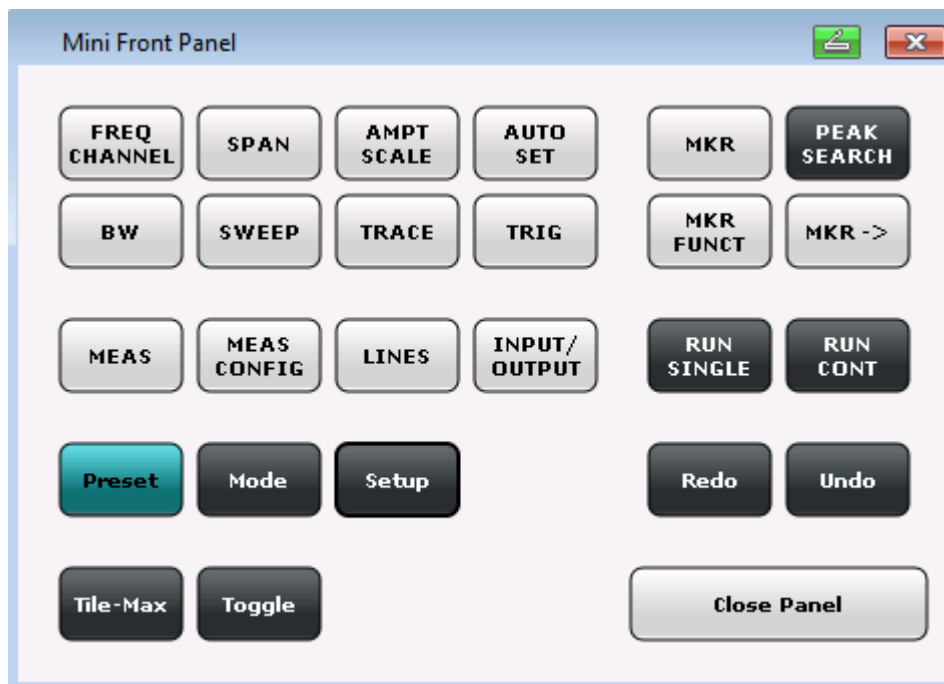 Mini Front Panel
FREQ
CHANNEL
SPAN
AMPT
SCALE
AUTO
SET
MKR
PEAK
SEARCH
BW
SWEEP
TRACE
TRIG
MKR
FUNCT
MKR ->
MEAS
MEAS
CONFIG
LINES
INPUT/
OUTPUT
RUN
SINGLE
RUN
CONT
Preset
Mode
Setup
Redo
Undo
Tile-Max
Toggle
Close Panel